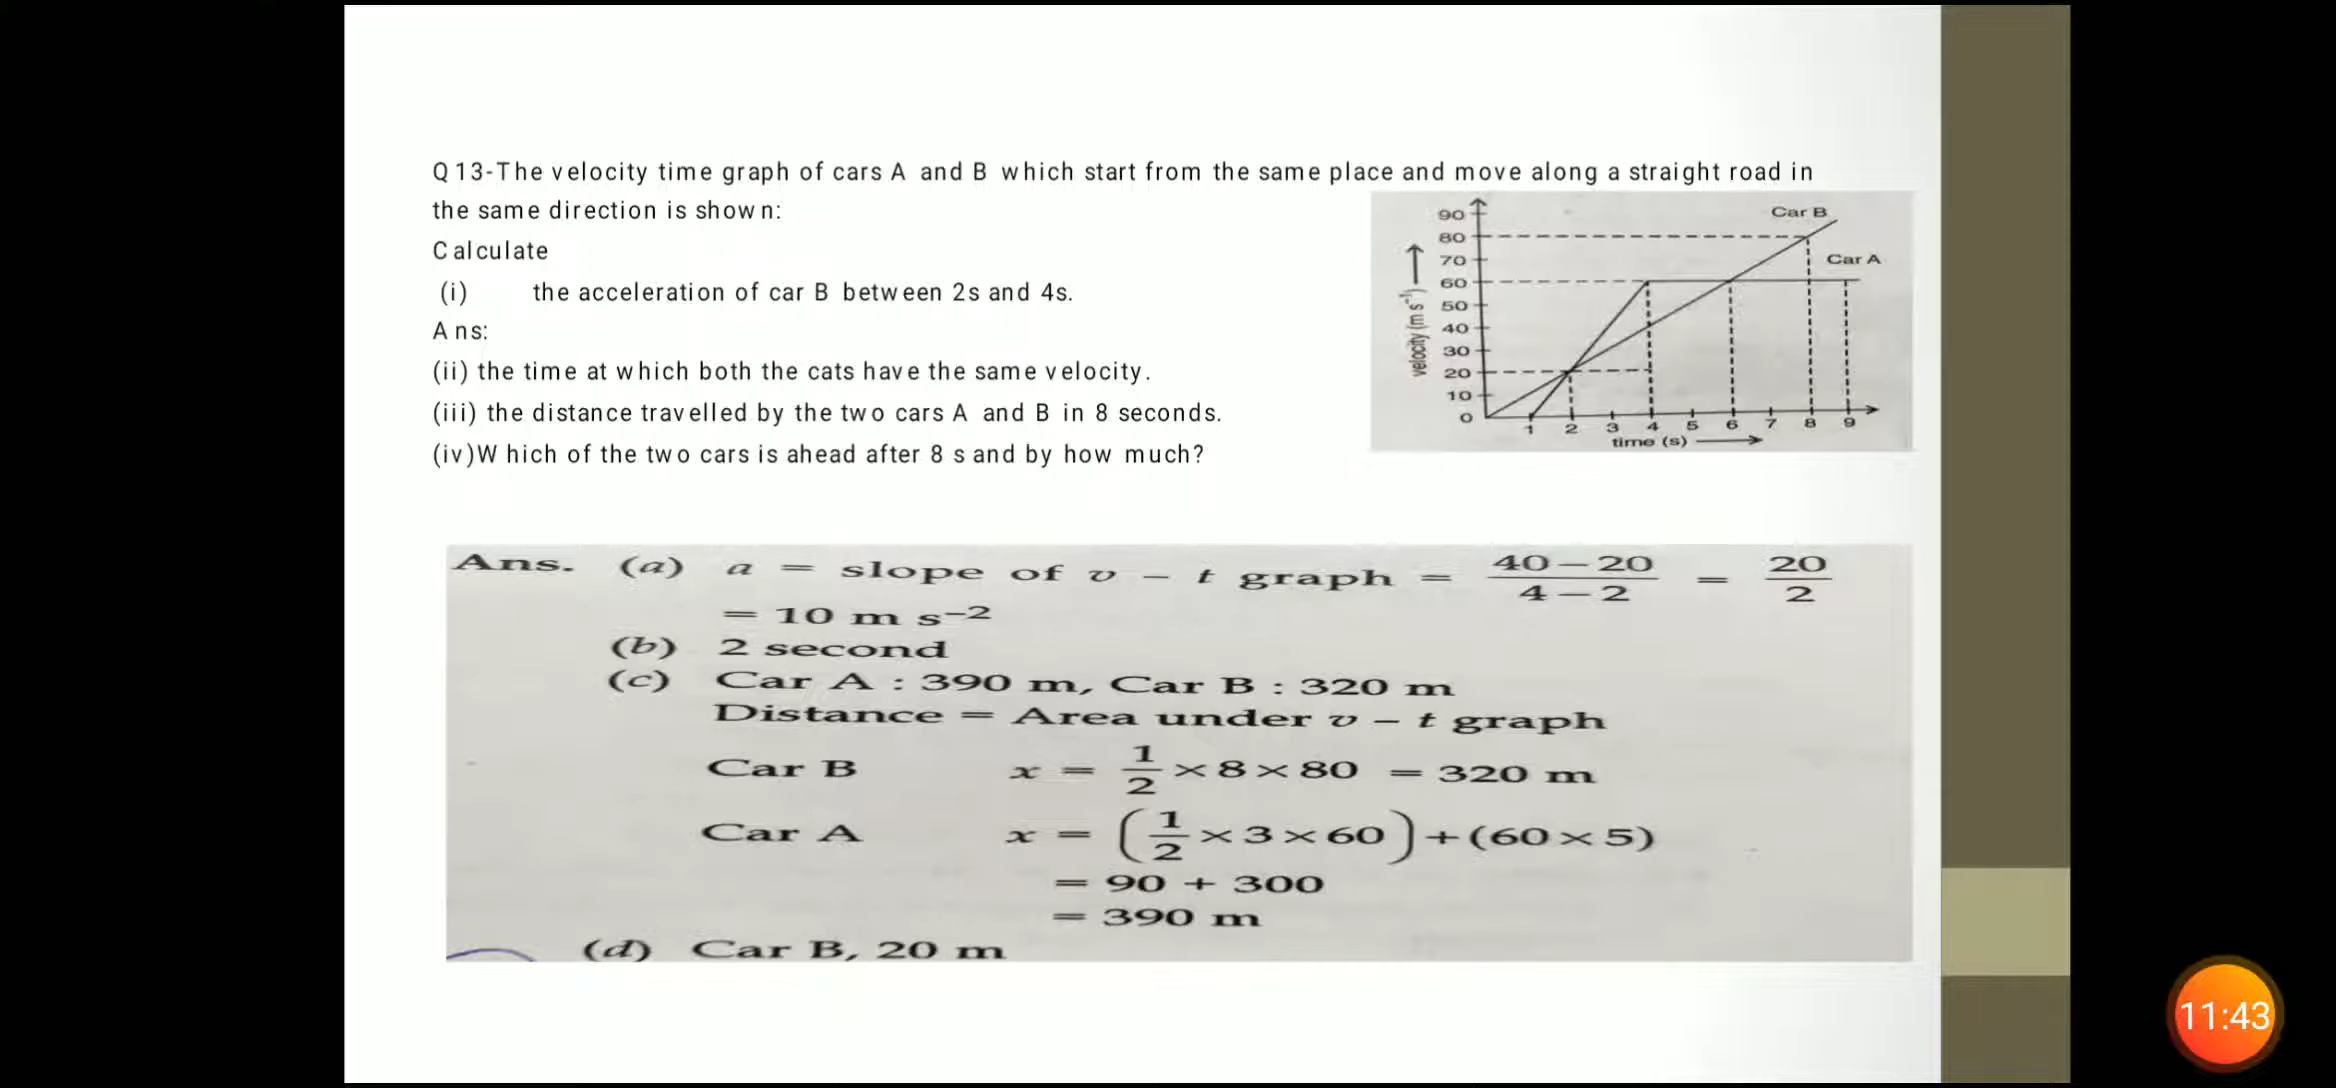 Q 13-The velocity time graph of cars A and B which start from the same place and move along a straight road in
the same direction is shown:
Calculate
(i) the acceleration of car B between 2s and 4s.
Ans:
(ii) the time at which both the cats have the same velocity.
(iii) the distance travelled by the two cars A and B in 8 seconds.
(iv)Which of the two cars is ahead after 8 s and by how much?
90
80
70
60
50
40
30
20
10
0
velocity (m s⁻¹)
Car B
Car A
1 2 3 4 5 6 7 8 9
time (s)
Ans. (a) a = slope of v – t graph = \frac{40 – 20}{4 – 2} = \frac{20}{2}
= 10 m s⁻²
(b) 2 second
(c) Car A : 390 m, Car B : 320 m
Distance = Area under v – t graph
Car B x = \frac{1}{2} × 8 × 80 = 320 m
Car A x = (\frac{1}{2} × 3 × 60) + (60 × 5)
= 90 + 300
= 390 m
(d) Car B, 20 m
11:43